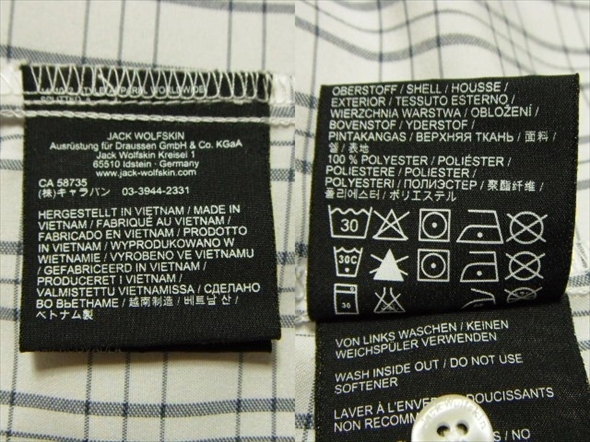 JACK WOLFSKIN
Ausrüstung für Draussen GmbH & Co. KGaA
Jack Wolfskin Kreisel 1
65510 Idstein · Germany
www.jack-wolfskin.com
CA 58735
(株)キャラバン 03-3944-2331
HERGESTELLT IN VIETNAM / MADE IN
VIETNAM / FABRIQUÉ AU VIETNAM /
FABRICADO EN VIETNAM / PRODOTTO
IN VIETNAM / WYPRODUKOWANO W
WIETNAMIE / VYROBENO VE VIETNAMU
/ GEFABRICEERD IN VIETNAM /
PRODUCERET I VIETNAM /
VALMISTETTU VIETNAMISSA / СДЕЛАНО
ВО ВЬЕТНАМЕ / 越南制造 / 베트남 산 /
ベトナム製
OBERSTOFF / SHELL / HOUSSE /
EXTERIOR / TESSUTO ESTERNO /
WIERZCHNIA WARSTWA / OBLOŽENÍ /
BOVENSTOF / YDERSTOF /
PINTAKANGAS / ВЕРХНЯЯ ТКАНЬ / 面料 /
쉘 / 表地
100 % POLYESTER / POLIÉSTER /
POLIESTERE / POLIESTER /
POLYESTERI / ПОЛИЭСТЕР / 聚酯纤维 /
폴리에스터 / ポリエステル
30
30C
30
VON LINKS WASCHEN / KEINEN
WEICHSPÜLER VERWENDEN
WASH INSIDE OUT / DO NOT USE
SOFTENER
LAVER À L'ENVER ADOUCISSANTS
NON RECOMM